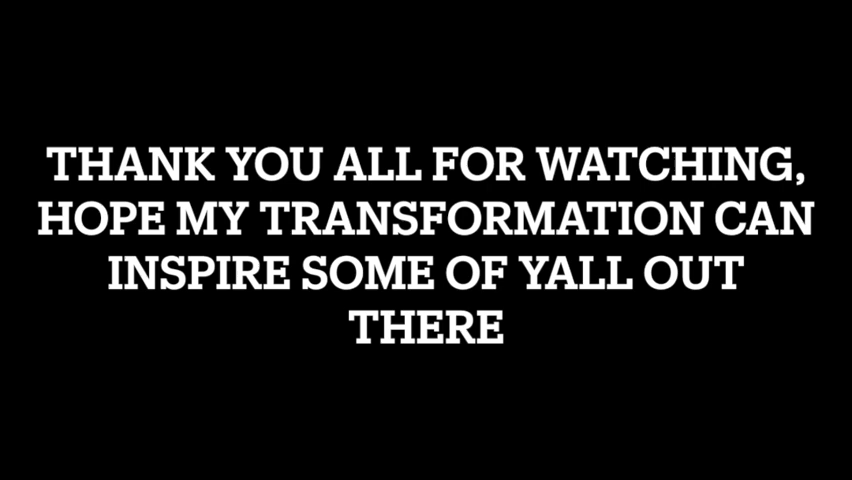 THANK YOU ALL FOR WATCHING,
HOPE MY TRANSFORMATION CAN
INSPIRE SOME OF YALL OUT
THERE